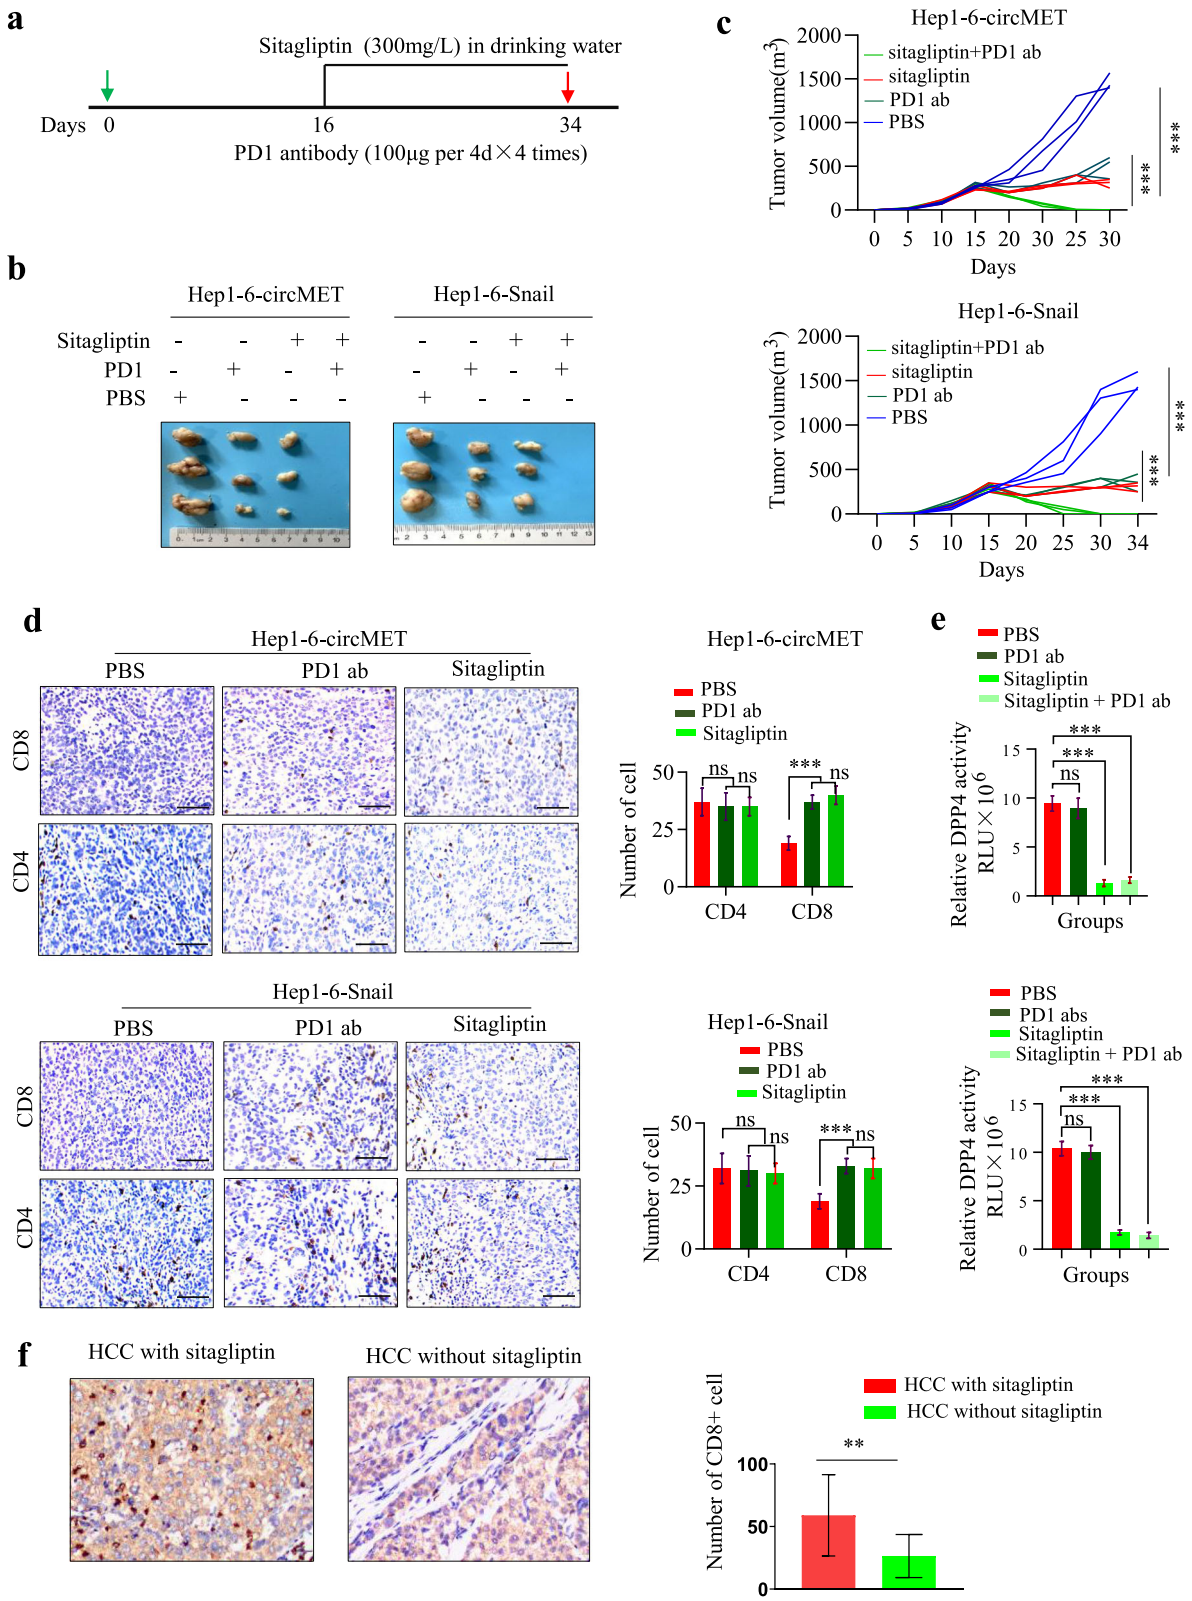 a
Sitagliptin (300mg/L) in drinking water
Days 0 16 34
PD1 antibody (100μg per 4d×4 times)
b
Hep1-6-circMET Hep1-6-Snail
Sitagliptin - - + + - - + +
PD1 - + - + - + - +
PBS + - - - + - - -
c
Hep1-6-circMET
Tumor volume(m³)
2000
1500
1000
500
0
sitagliptin+PD1 ab
sitagliptin
PD1 ab
PBS
***
***
0 5 10 15 20 30 25 30
Days
Hep1-6-Snail
Tumor volume(m³)
2000
1500
1000
500
0
sitagliptin+PD1 ab
sitagliptin
PD1 ab
PBS
***
***
0 5 10 15 20 25 30 34
Days
d
Hep1-6-circMET
PBS PD1 ab Sitagliptin
CD8
CD4
Hep1-6-Snail
PBS PD1 ab Sitagliptin
CD8
CD4
Hep1-6-circMET
PBS
PD1 ab
Sitagliptin
Number of cell
50
25
0
ns ns *** ns
CD4 CD8
Hep1-6-Snail
PBS
PD1 ab
Sitagliptin
Number of cell
50
25
0
ns ns *** ns
CD4 CD8
e
PBS
PD1 ab
Sitagliptin
Sitagliptin + PD1 ab
Relative DPP4 activity
RLU×10⁶
15
10
5
0
***
***
ns
Groups
PBS
PD1 abs
Sitagliptin
Sitagliptin + PD1 ab
Relative DPP4 activity
RLU×10⁶
15
10
5
0
***
***
ns
Groups
f
HCC with sitagliptin HCC without sitagliptin
HCC with sitagliptin
HCC without sitagliptin
Number of CD8+ cell
100
50
0
**